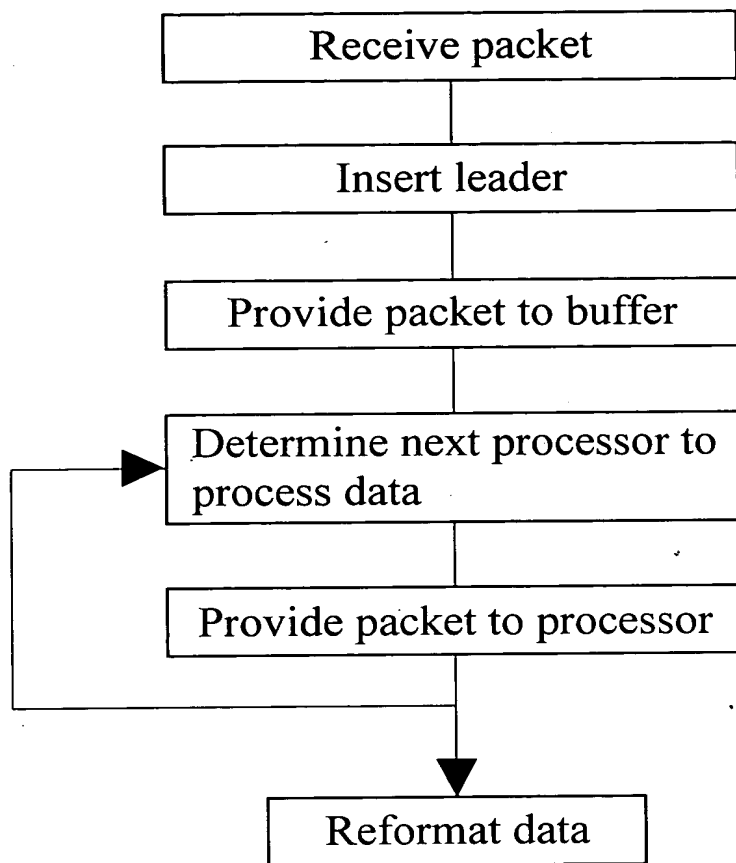 Receive packet
Insert leader
Provide packet to buffer
Determine next processor to
process data
Provide packet to processor
Reformat data